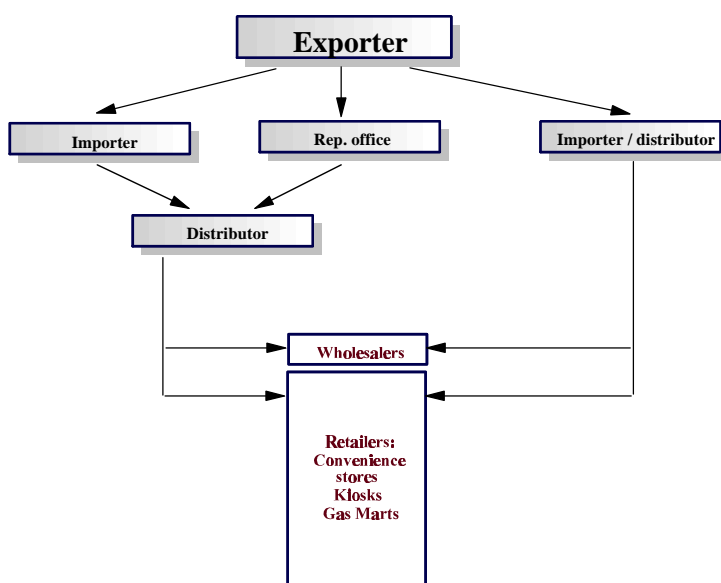 Exporter
Importer
Rep. office
Importer / distributor
Distributor
Wholesalers
Retailers:
Convenience
stores
Kiosks
Gas Marts